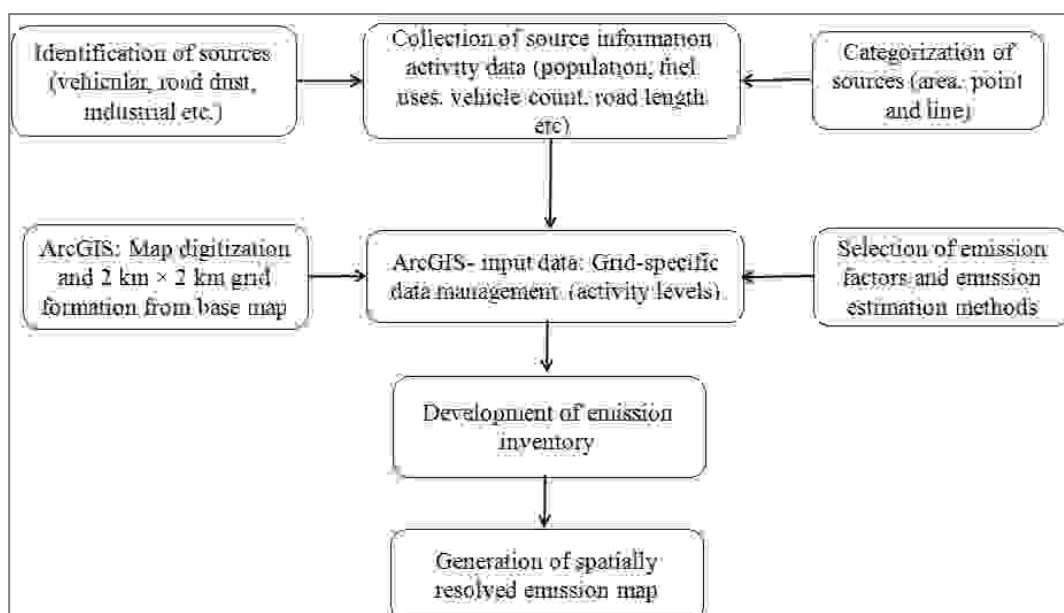 Identification of sources
(vehicular, road dust,
industrial etc.)
Collection of source information
activity data (population, fuel
uses, vehicle count, road length
etc)
Categorization of
sources (area, point
and line)
ArcGIS: Map digitization
and 2 km × 2 km grid
formation from base map
ArcGIS- input data: Grid-specific
data management (activity levels)
Selection of emission
factors and emission
estimation methods
Development of emission
inventory
Generation of spatially
resolved emission map